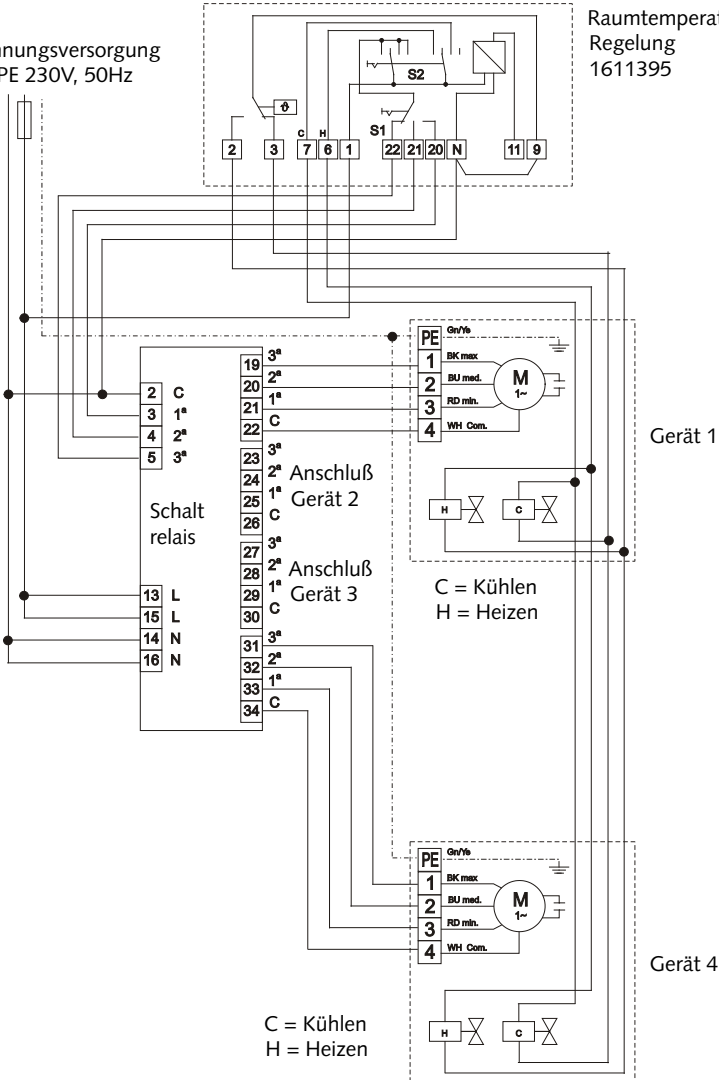 nnungsversorgung
PE 230V, 50Hz
Raumtemperat
Regelung
1611395
S2
ϑ
S1
C H
2 3 7 6 1 22 21 20 N 11 9
PE Gn/Ye
1 BK max
2 BU med.
3 RD min.
4 WH Com.
M
1~
Gerät 1
H C
C = Kühlen
H = Heizen
2 C
3 1ª
4 2ª
5 3ª
Schalt
relais
13 L
15 L
14 N
16 N
19 3ª
20 2ª
21 1ª
22 C
23 3ª
24 2ª
25 1ª
26 C
Anschluß
Gerät 2
27 3ª
28 2ª
29 1ª
30 C
Anschluß
Gerät 3
31 3ª
32 2ª
33 1ª
34 C
PE Gn/Ye
1 BK max
2 BU med.
3 RD min.
4 WH Com.
M
1~
Gerät 4
H C
C = Kühlen
H = Heizen